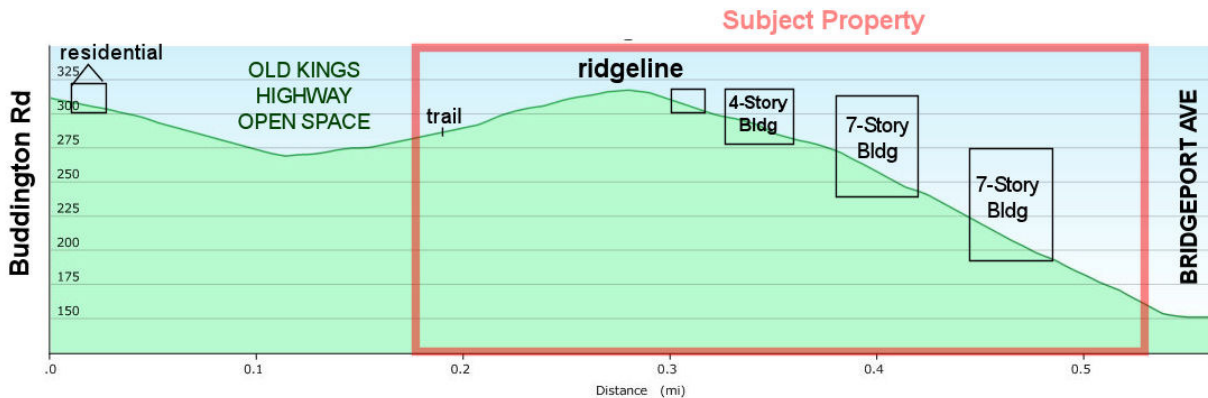 Subject Property
residential
OLD KINGS
HIGHWAY
OPEN SPACE
ridgeline
trail
4-Story
Bldg
7-Story
Bldg
7-Story
Bldg
Buddington Rd
BRIDGEPORT AVE
325
300
275
250
225
200
175
150
.0
0.1
0.2
0.3
0.4
0.5
Distance (mi)